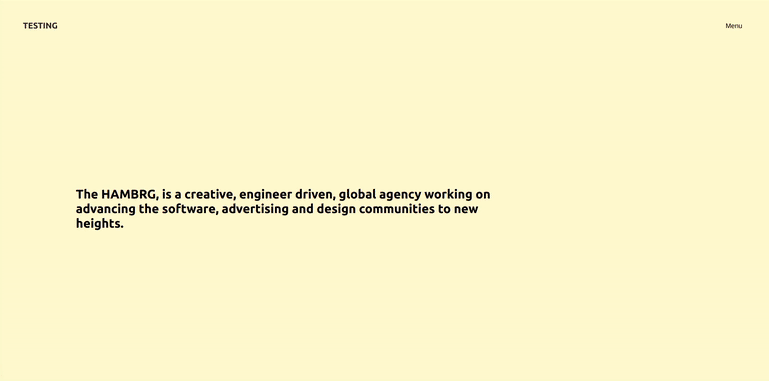 TESTING
Menu
The HAMBRG, is a creative, engineer driven, global agency working on
advancing the software, advertising and design communities to new
heights.